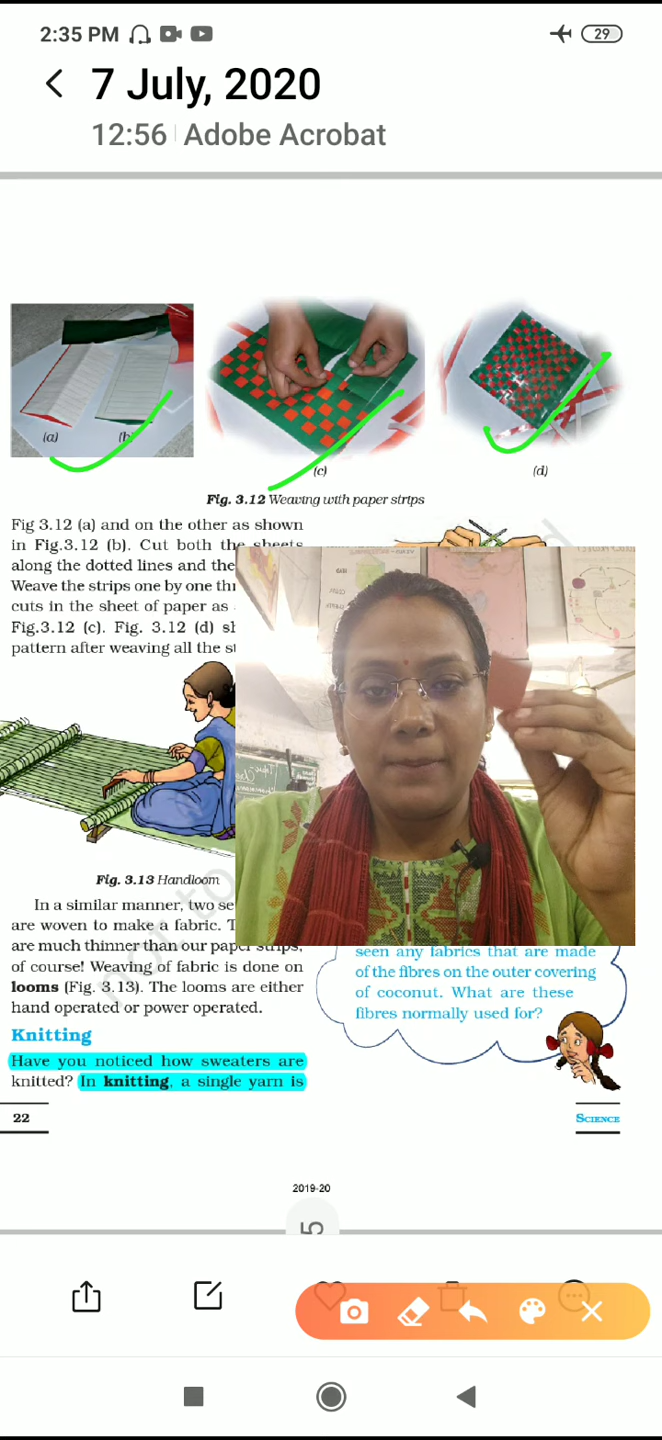 2:35 PM
29
7 July, 2020
12:56 | Adobe Acrobat
(a)
(b)
(c)
(d)
Fig. 3.12 Weaving with paper strips
Fig 3.12 (a) and on the other as shown
in Fig.3.12 (b). Cut both the sheets
along the dotted lines and the
Weave the strips one by one
cuts in the sheet of paper as
Fig.3.12 (c). Fig. 3.12 (d)
pattern after weaving all the
Fig. 3.13 Handloom
In a similar manner, two
are woven to make a fabric.
are much thinner than our paper strips,
of course! Weaving of fabric is done on
looms (Fig. 3.13). The looms are either
hand operated or power operated.
Knitting
Have you noticed how sweaters are
knitted? In knitting, a single yarn is
seen any fabrics that are made
of the fibres on the outer covering
of coconut. What are these
fibres normally used for?
22
SCIENCE
2019-20
5